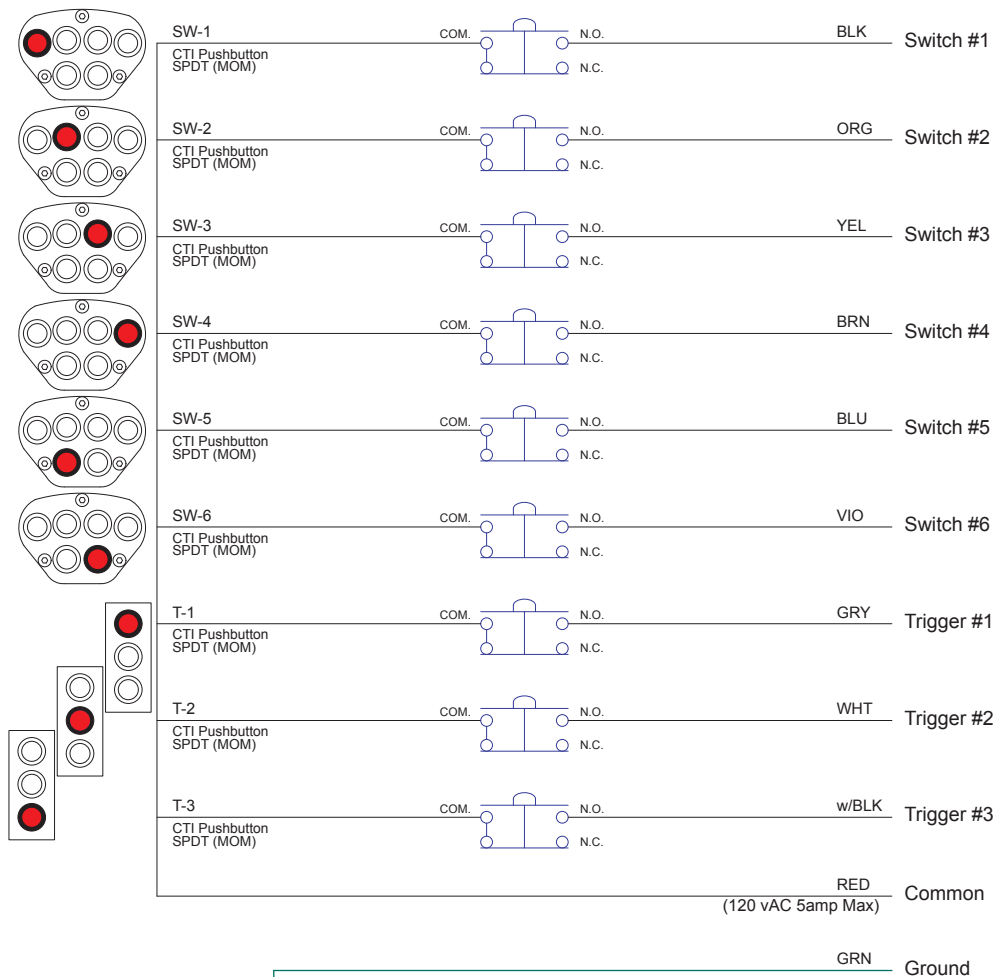 SW-1 COM. N.O. BLK Switch #1
CTI Pushbutton
SPDT (MOM) N.C.
SW-2 COM. N.O. ORG Switch #2
CTI Pushbutton
SPDT (MOM) N.C.
SW-3 COM. N.O. YEL Switch #3
CTI Pushbutton
SPDT (MOM) N.C.
SW-4 COM. N.O. BRN Switch #4
CTI Pushbutton
SPDT (MOM) N.C.
SW-5 COM. N.O. BLU Switch #5
CTI Pushbutton
SPDT (MOM) N.C.
SW-6 COM. N.O. VIO Switch #6
CTI Pushbutton
SPDT (MOM) N.C.
T-1 COM. N.O. GRY Trigger #1
CTI Pushbutton
SPDT (MOM) N.C.
T-2 COM. N.O. WHT Trigger #2
CTI Pushbutton
SPDT (MOM) N.C.
T-3 COM. N.O. w/BLK Trigger #3
CTI Pushbutton
SPDT (MOM) N.C.
RED Common
(120 vAC 5amp Max)
GRN Ground